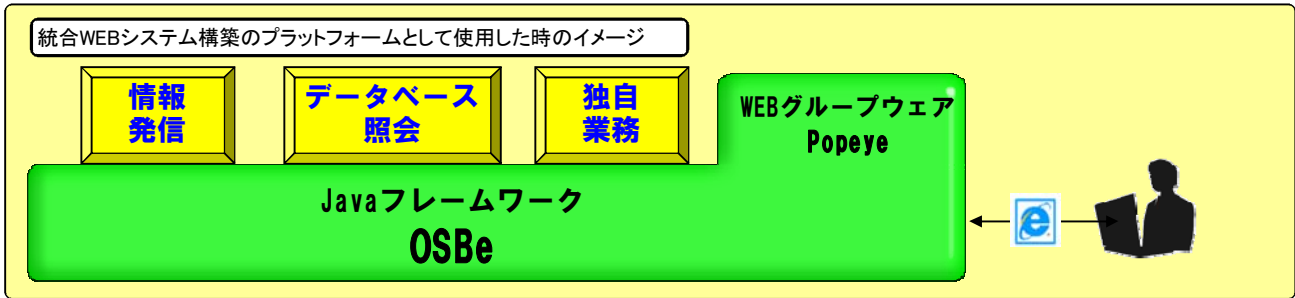 統合WEBシステム構築のプラットフォームとして使用した時のイメージ
情報
発信
データベース
照会
独自
業務
WEBグループウェア
Popeye
Javaフレームワーク
OSBe